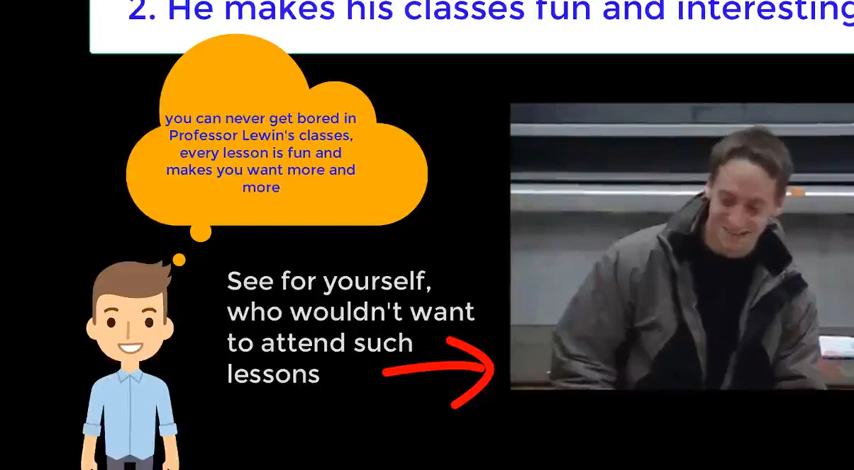 2. He makes his classes fun and interesting
you can never get bored in
Professor Lewin's classes,
every lesson is fun and
makes you want more and
more
See for yourself,
who wouldn't want
to attend such
lessons